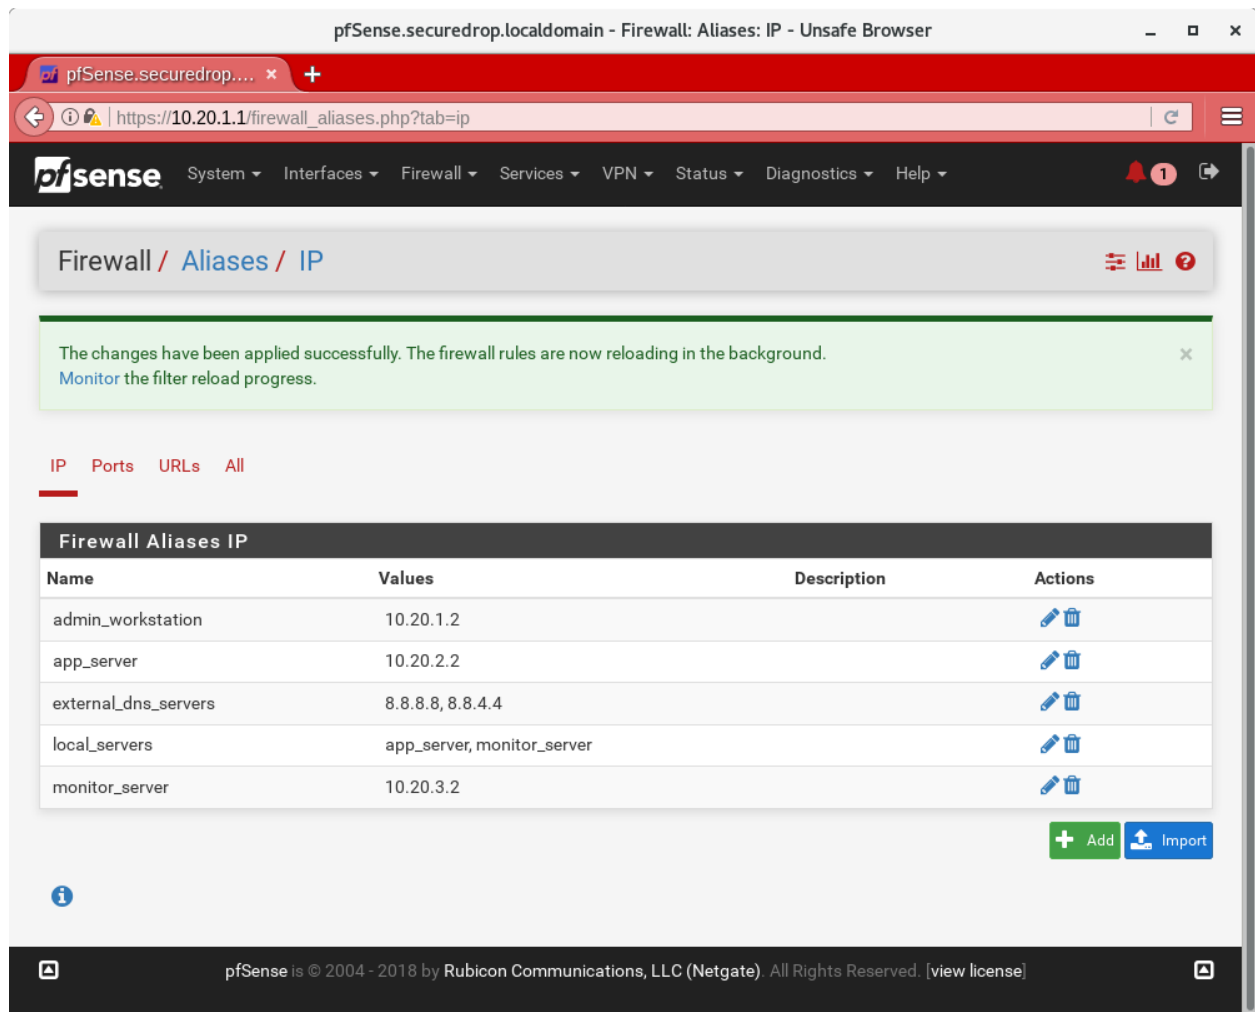 pfSense.securedrop.localdomain - Firewall: Aliases: IP - Unsafe Browser
pfSense.securedrop....
https://10.20.1.1/firewall_aliases.php?tab=ip
pfsense System Interfaces Firewall Services VPN Status Diagnostics Help 1
Firewall / Aliases / IP
The changes have been applied successfully. The firewall rules are now reloading in the background.
Monitor the filter reload progress.
IP Ports URLs All
Firewall Aliases IP
Name Values Description Actions
admin_workstation 10.20.1.2
app_server 10.20.2.2
external_dns_servers 8.8.8.8, 8.8.4.4
local_servers app_server, monitor_server
monitor_server 10.20.3.2
Add Import
pfSense is © 2004 - 2018 by Rubicon Communications, LLC (Netgate). All Rights Reserved. [view license]